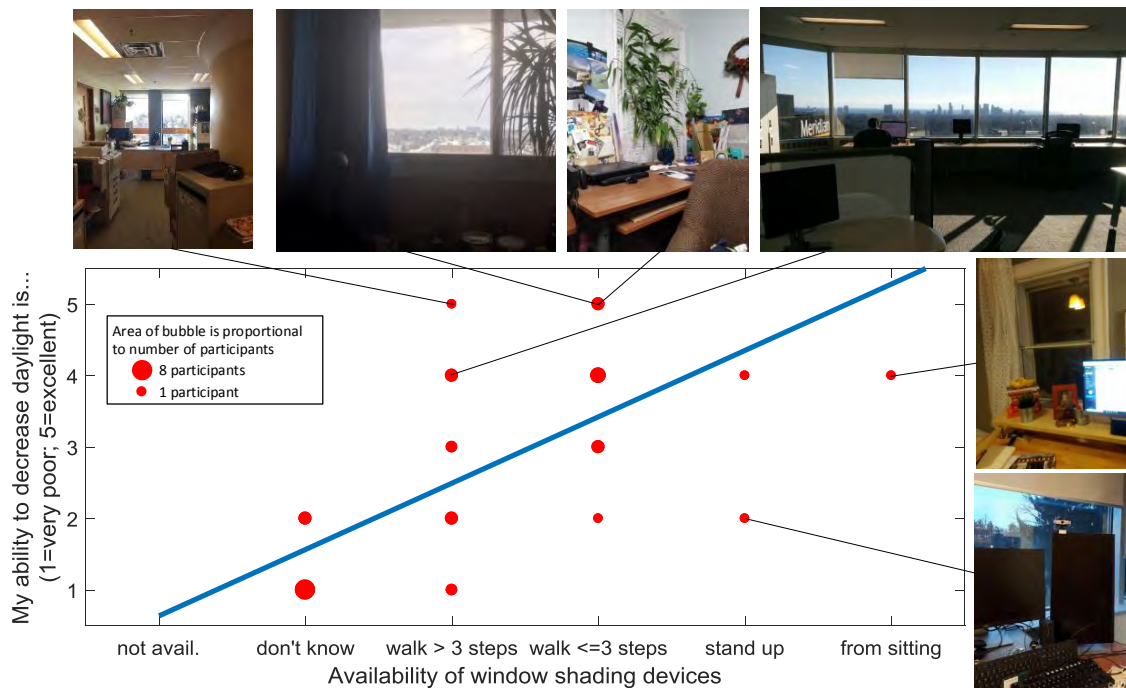 Meridian
My ability to decrease daylight is...
(1=very poor; 5=excellent)
5
4
3
2
1
Area of bubble is proportional
to number of participants
8 participants
1 participant
not avail.
don't know
walk > 3 steps
walk <=3 steps
stand up
from sitting
Availability of window shading devices